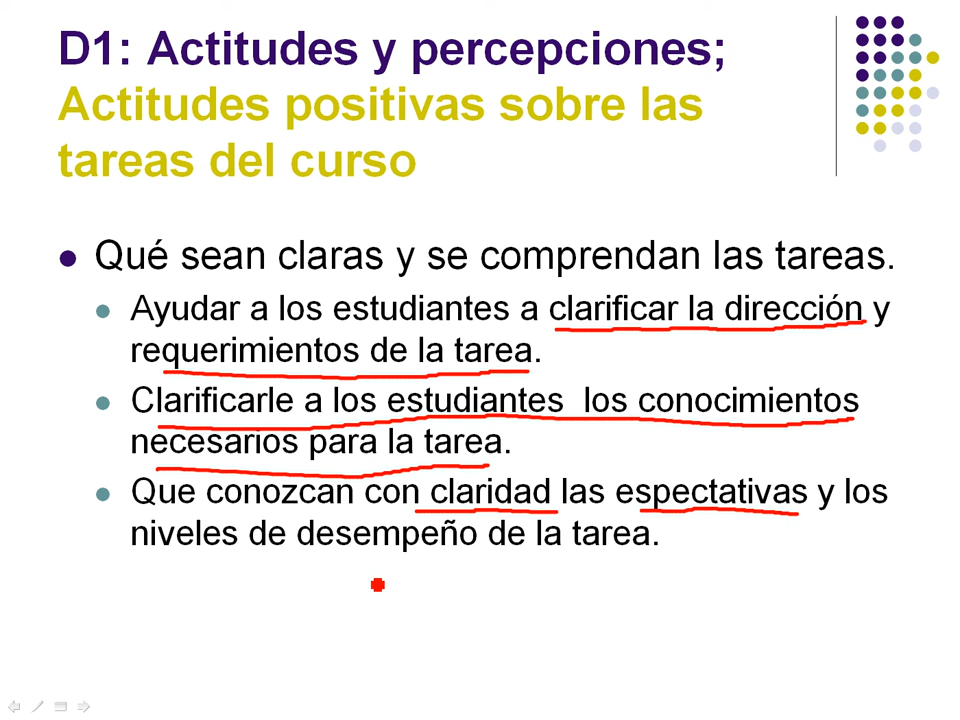 D1: Actitudes y percepciones;
Actitudes positivas sobre las
tareas del curso
Qué sean claras y se comprendan las tareas.
Ayudar a los estudiantes a clarificar la dirección y
requerimientos de la tarea.
Clarificarle a los estudiantes los conocimientos
necesarios para la tarea.
Que conozcan con claridad las espectativas y los
niveles de desempeño de la tarea.